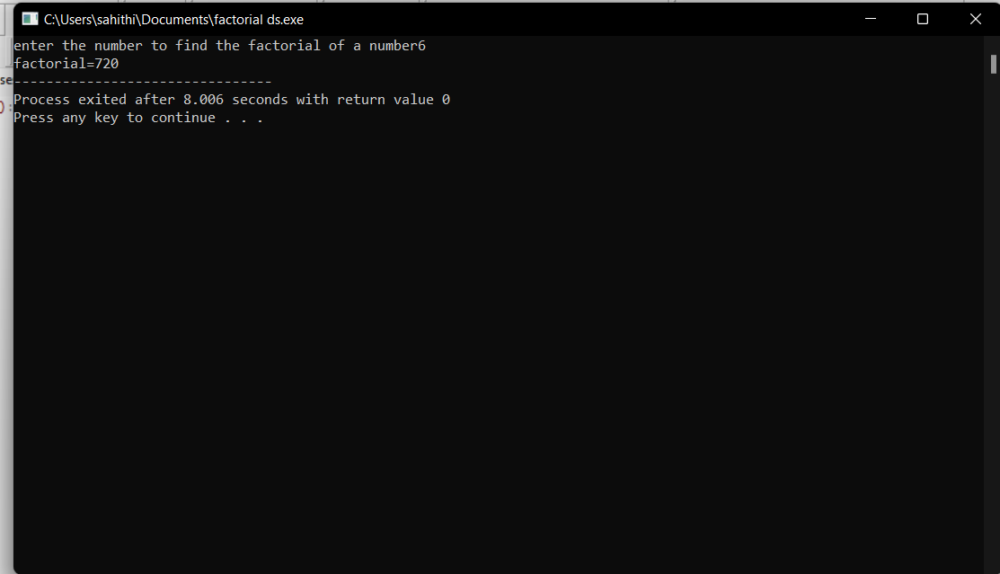 C:\Users\sahithi\Documents\factorial ds.exe
enter the number to find the factorial of a number6
factorial=720
--------------------------------
Process exited after 8.006 seconds with return value 0
Press any key to continue . . .